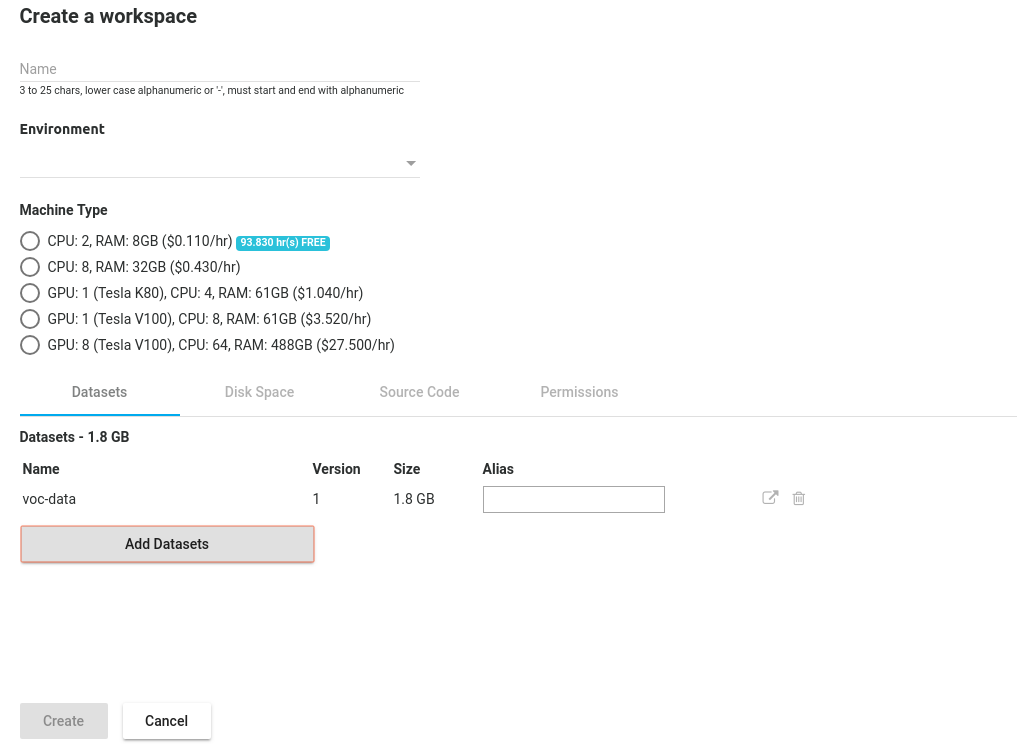 Create a workspace
Name
3 to 25 chars, lower case alphanumeric or '-', must start and end with alphanumeric
Environment
Machine Type
CPU: 2, RAM: 8GB ($0.110/hr) 93.830 hr(s) FREE
CPU: 8, RAM: 32GB ($0.430/hr)
GPU: 1 (Tesla K80), CPU: 4, RAM: 61GB ($1.040/hr)
GPU: 1 (Tesla V100), CPU: 8, RAM: 61GB ($3.520/hr)
GPU: 8 (Tesla V100), CPU: 64, RAM: 488GB ($27.500/hr)
Datasets Disk Space Source Code Permissions
Datasets - 1.8 GB
Name Version Size Alias
voc-data 1 1.8 GB
Add Datasets
Create Cancel